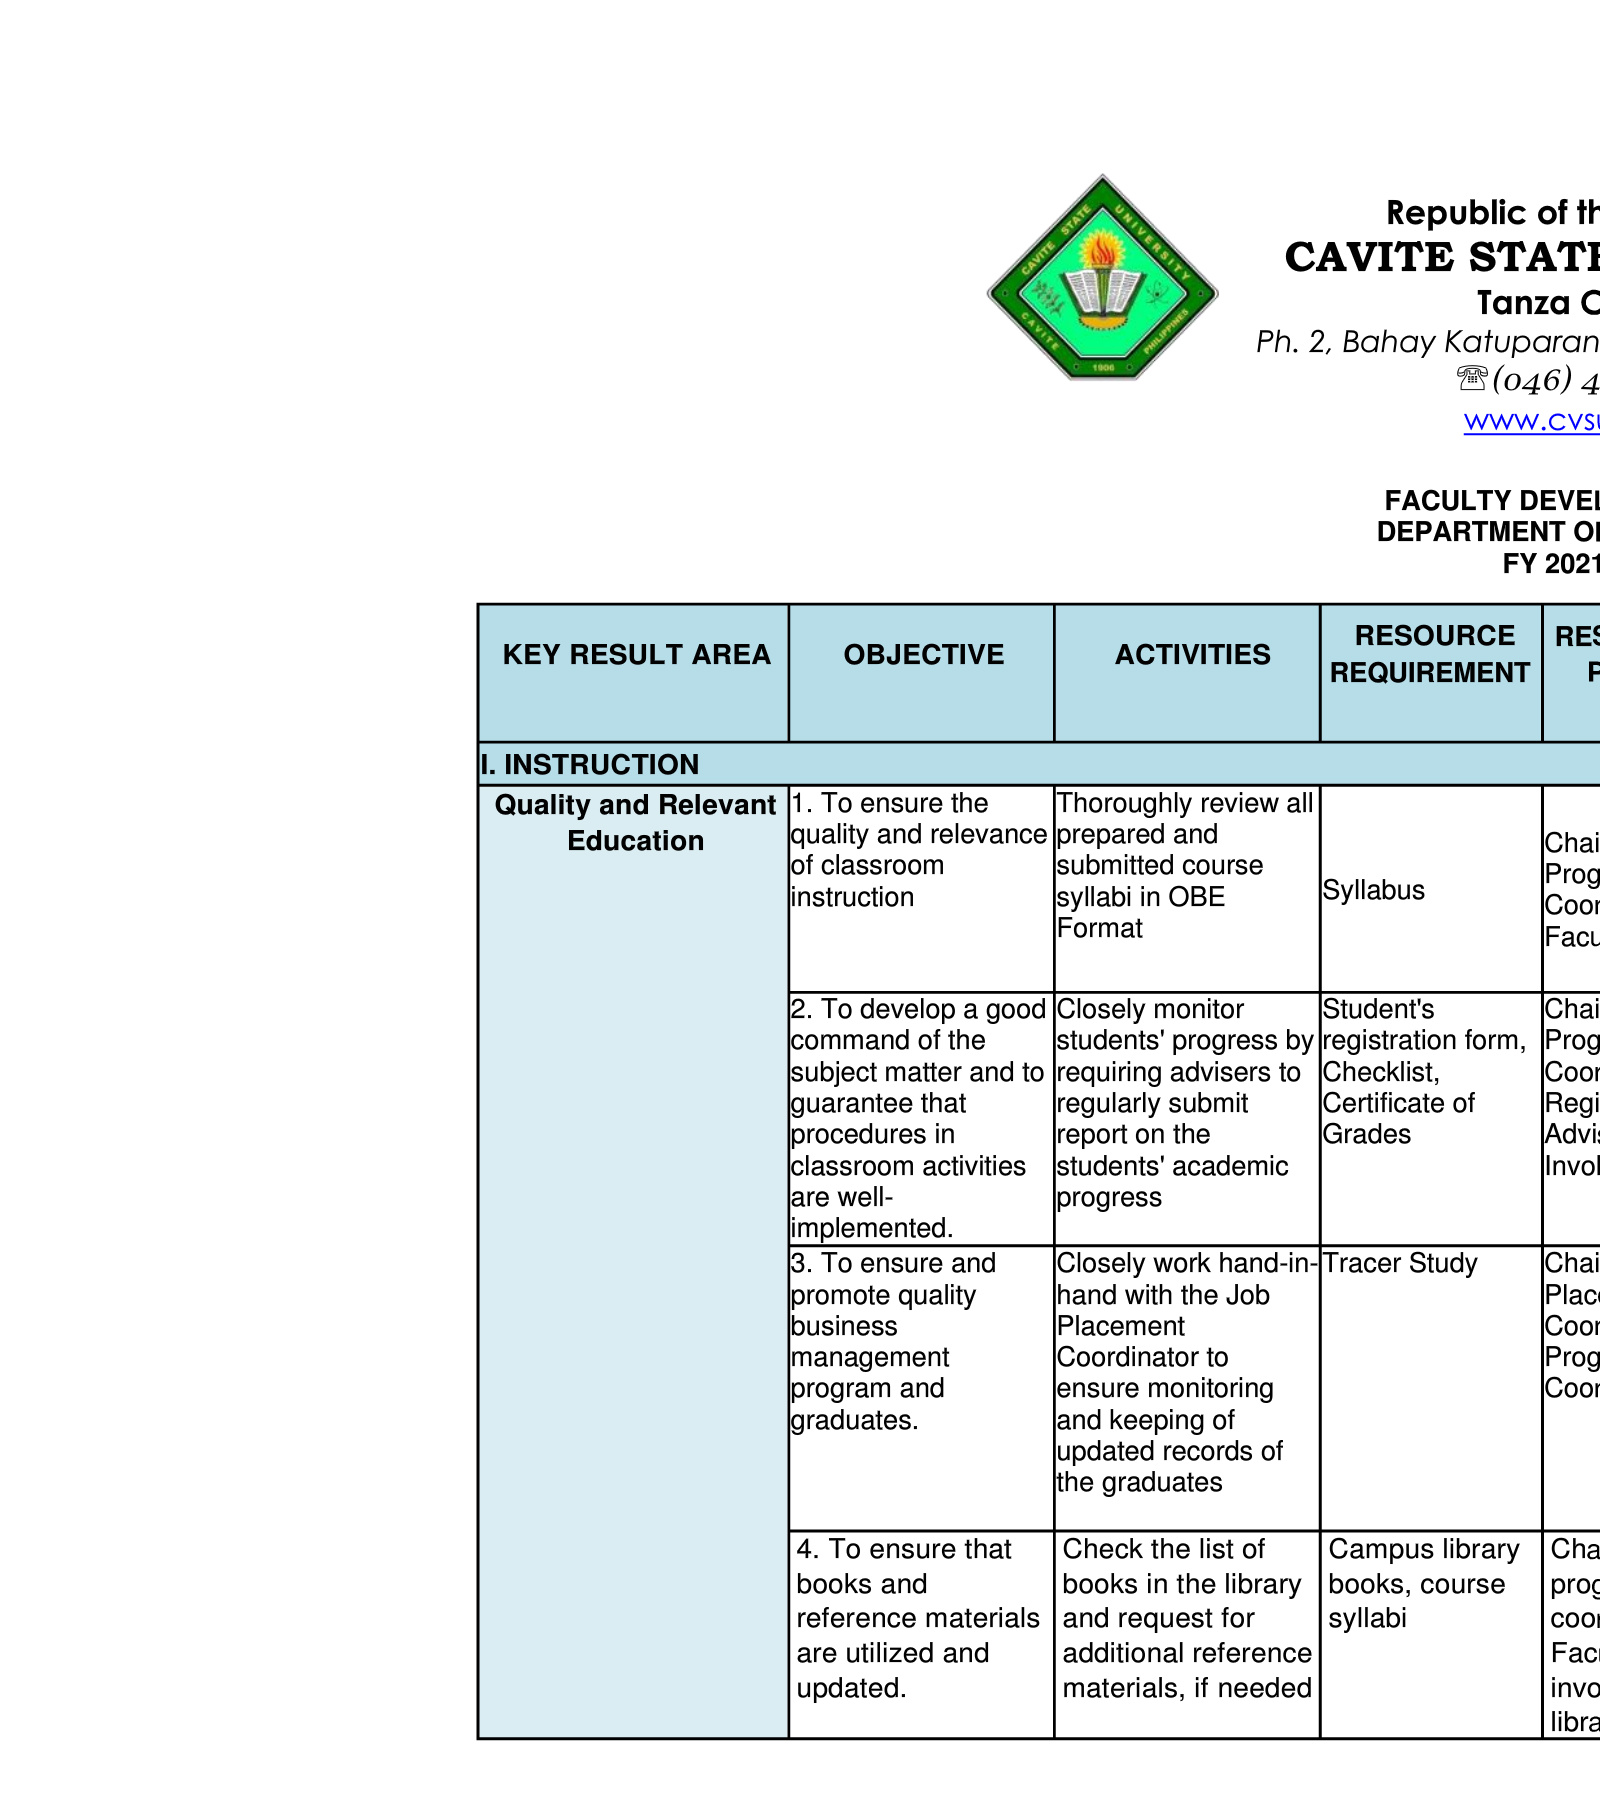 CAVITE STATE UNIVERSITY
CAVITE
PHILIPPINES
1906
Republic of th
CAVITE STATE
Tanza C
Ph. 2, Bahay Katuparan
☏(046) 4
www.cvsu
FACULTY DEVEL
DEPARTMENT O
FY 2021
KEY RESULT AREA
OBJECTIVE
ACTIVITIES
RESOURCE
REQUIREMENT
RES
P
I. INSTRUCTION
Quality and Relevant
Education
1. To ensure the
quality and relevance
of classroom
instruction
Thoroughly review all
prepared and
submitted course
syllabi in OBE
Format
Syllabus
Chai
Prog
Coor
Facu
2. To develop a good
command of the
subject matter and to
guarantee that
procedures in
classroom activities
are well-
implemented.
Closely monitor
students' progress by
requiring advisers to
regularly submit
report on the
students' academic
progress
Student's
registration form,
Checklist,
Certificate of
Grades
Chai
Prog
Coor
Regi
Advis
Invol
3. To ensure and
promote quality
business
management
program and
graduates.
Closely work hand-in-
hand with the Job
Placement
Coordinator to
ensure monitoring
and keeping of
updated records of
the graduates
Tracer Study
Chai
Place
Coor
Prog
Coor
4. To ensure that
books and
reference materials
are utilized and
updated.
Check the list of
books in the library
and request for
additional reference
materials, if needed
Campus library
books, course
syllabi
Cha
prog
coor
Facu
invo
libra